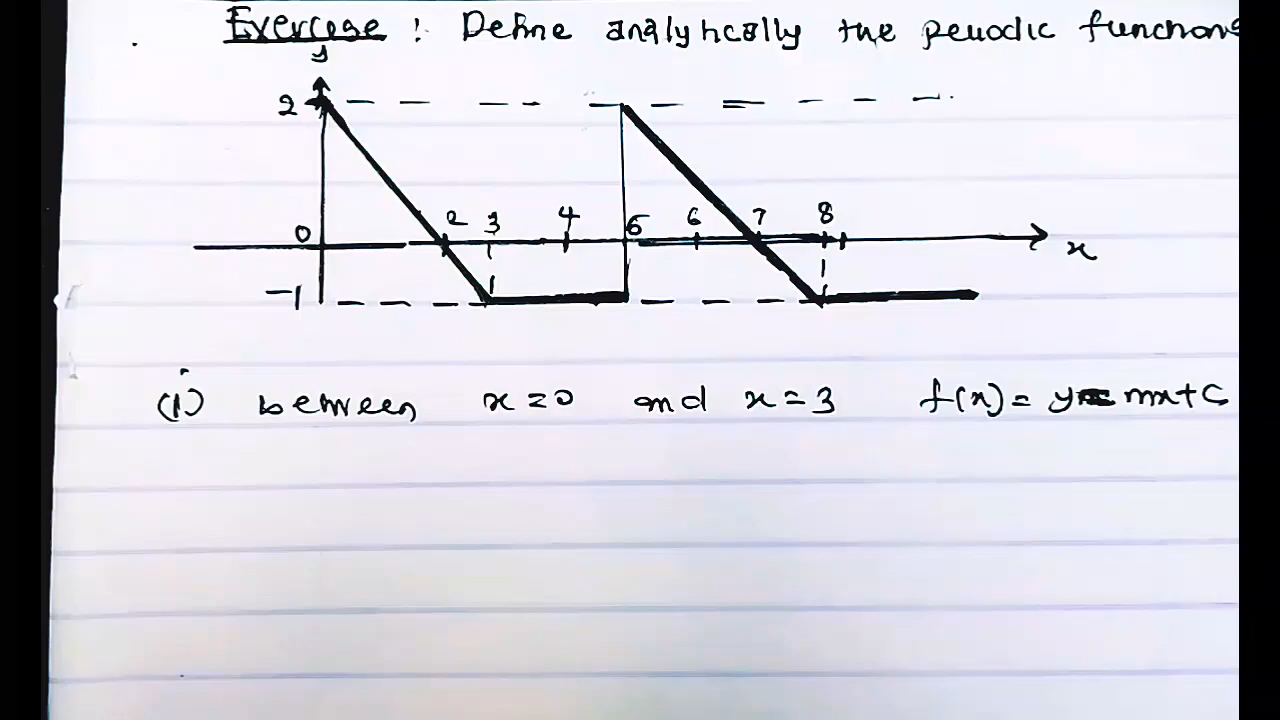 Exercise : Define analytically the periodic functions
y
2
0 2 3 4 5 6 7 8 x
-1
(i) between x=0 and x=3 f(x)= y= mx+c